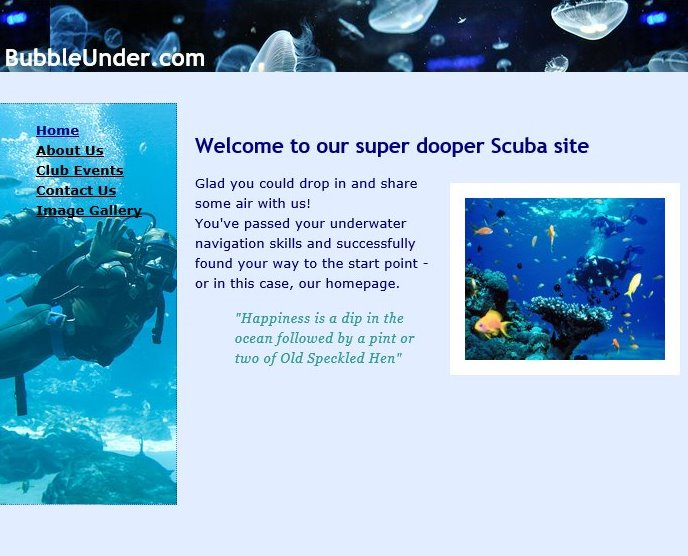 BubbleUnder.com
Home
About Us
Club Events
Contact Us
Image Gallery
Welcome to our super dooper Scuba site
Glad you could drop in and share
some air with us!
You've passed your underwater
navigation skills and successfully
found your way to the start point -
or in this case, our homepage.
"Happiness is a dip in the
ocean followed by a pint or
two of Old Speckled Hen"